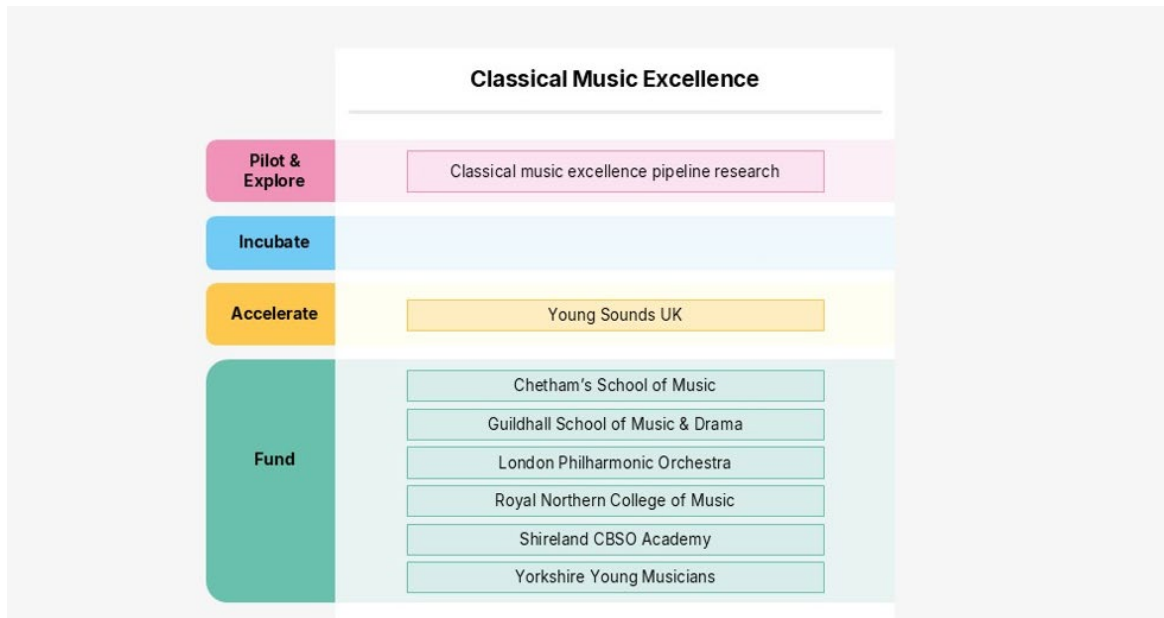 Classical Music Excellence
Pilot &
Explore
Classical music excellence pipeline research
Incubate
Accelerate
Young Sounds UK
Fund
Chetham’s School of Music
Guildhall School of Music & Drama
London Philharmonic Orchestra
Royal Northern College of Music
Shireland CBSO Academy
Yorkshire Young Musicians